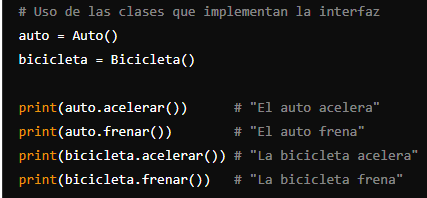 # Uso de las clases que implementan la interfaz
auto = Auto()
bicicleta = Bicicleta()
print(auto.acelerar())      # "El auto acelera"
print(auto.frenar())        # "El auto frena"
print(bicicleta.acelerar()) # "La bicicleta acelera"
print(bicicleta.frenar())   # "La bicicleta frena"